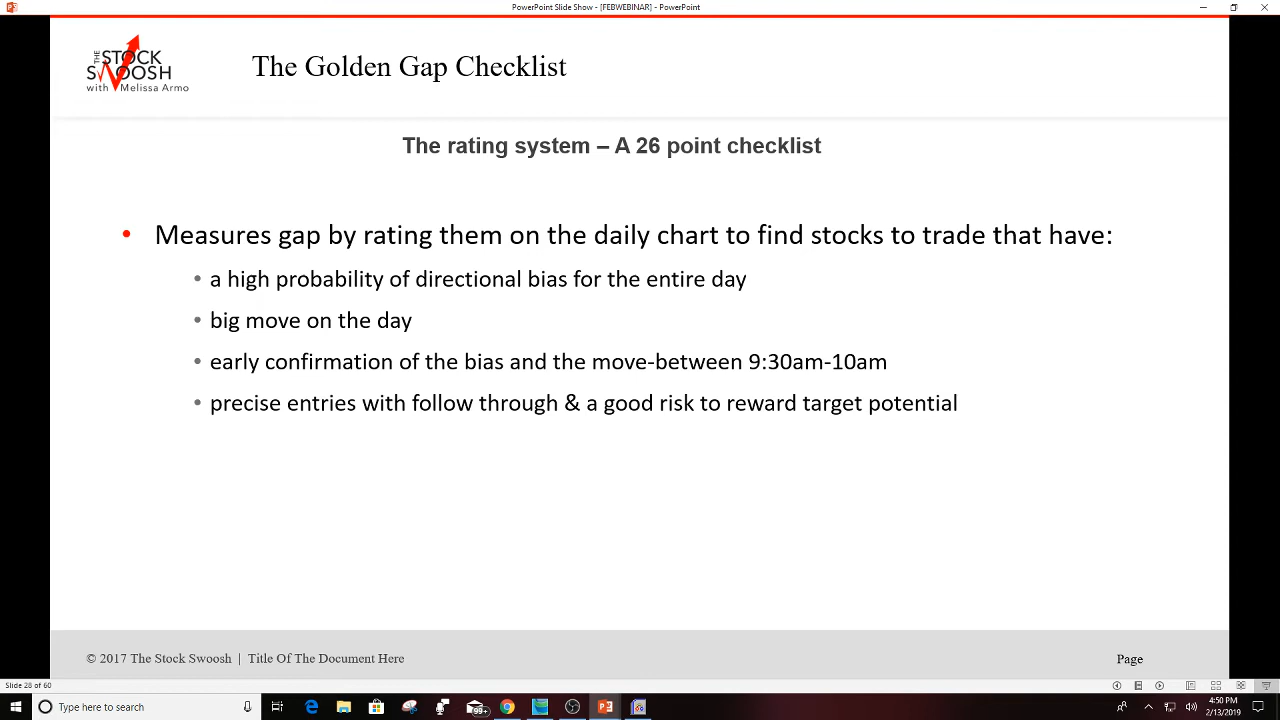 PowerPoint Slide Show - [FEBWEBINAR] - PowerPoint
THE STOCK
SWOOSH
with Melissa Armo
The Golden Gap Checklist
The rating system – A 26 point checklist
• Measures gap by rating them on the daily chart to find stocks to trade that have:
• a high probability of directional bias for the entire day
• big move on the day
• early confirmation of the bias and the move-between 9:30am-10am
• precise entries with follow through & a good risk to reward target potential
© 2017 The Stock Swoosh | Title Of The Document Here
Page
Slide 28 of 60
Type here to search
99+
4:50 PM
2/13/2019